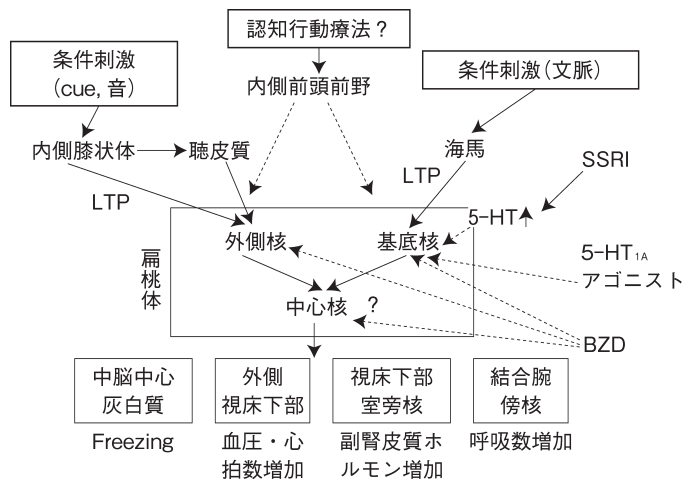 認知行動療法？
条件刺激
(cue, 音)
条件刺激（文脈）
内側前頭前野
内側膝状体
聴皮質
海馬
SSRI
LTP
LTP
5-HT
外側核
基底核
5-HT1A
アゴニスト
扁桃体
中心核
?
BZD
中脳中心
灰白質
外側
視床下部
視床下部
室旁核
結合腕
傍核
Freezing
血圧・心
拍数増加
副腎皮質ホ
ルモン増加
呼吸数増加